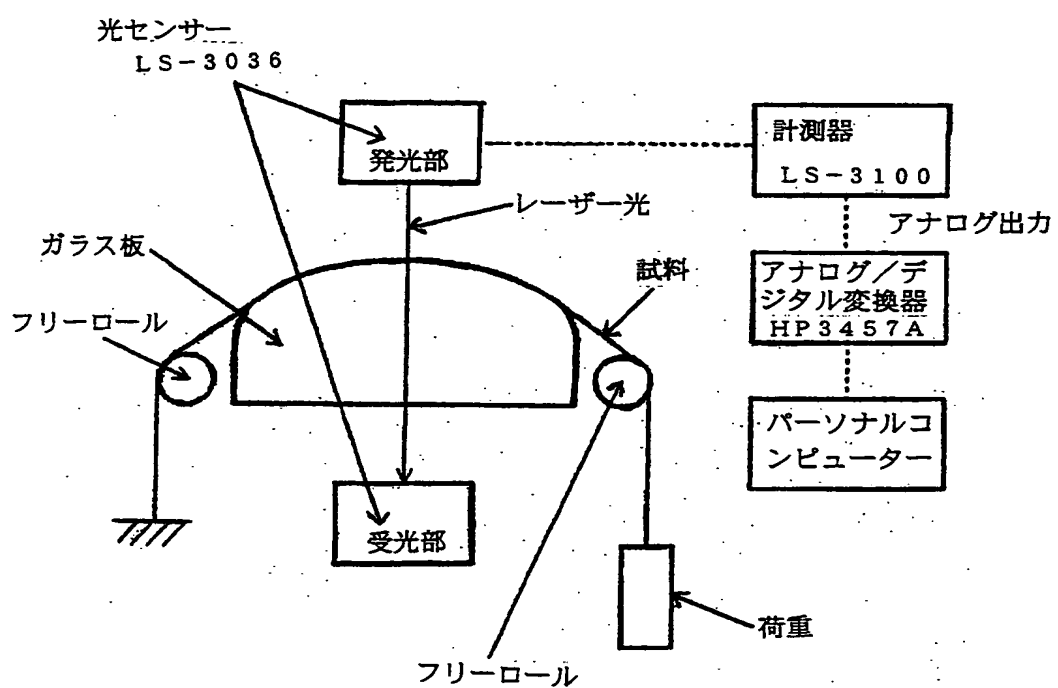 光センサー
LS-3036
発光部
計測器
LS-3100
レーザー光
アナログ出力
ガラス板
試料
アナログ/デ
ジタル変換器
HP3457A
フリーロール
パーソナルコ
ンピューター
受光部
荷重
フリーロール